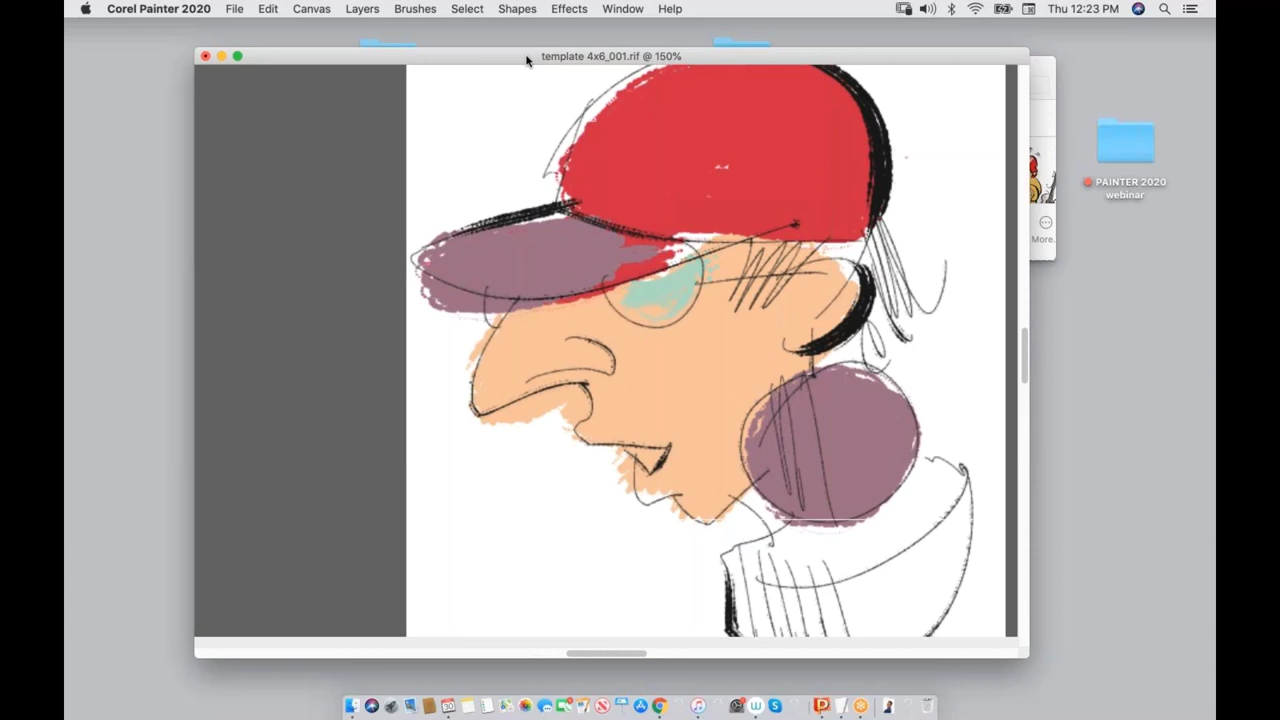 Corel Painter 2020 File Edit Canvas Layers Brushes Select Shapes Effects Window Help Thu 12:23 PM
template 4x6_001.rif @ 150%
PAINTER 2020
webinar
More.